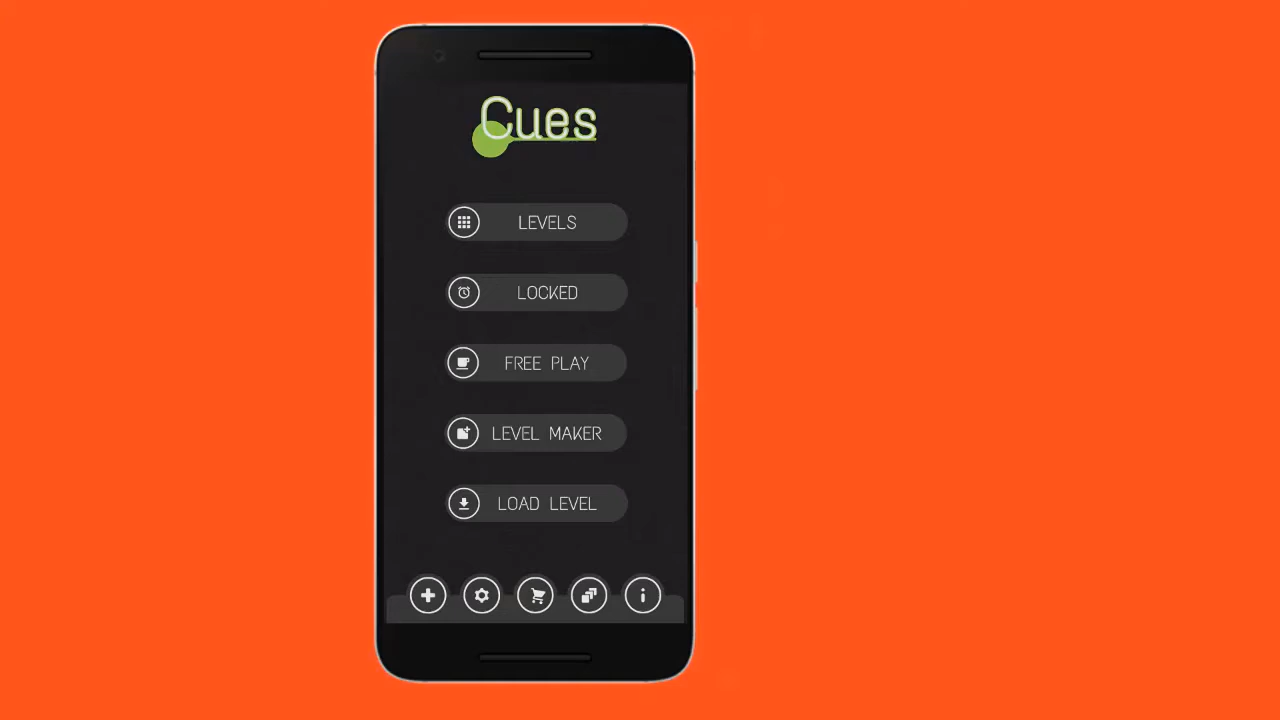 Cues
LEVELS
LOCKED
FREE PLAY
LEVEL MAKER
LOAD LEVEL